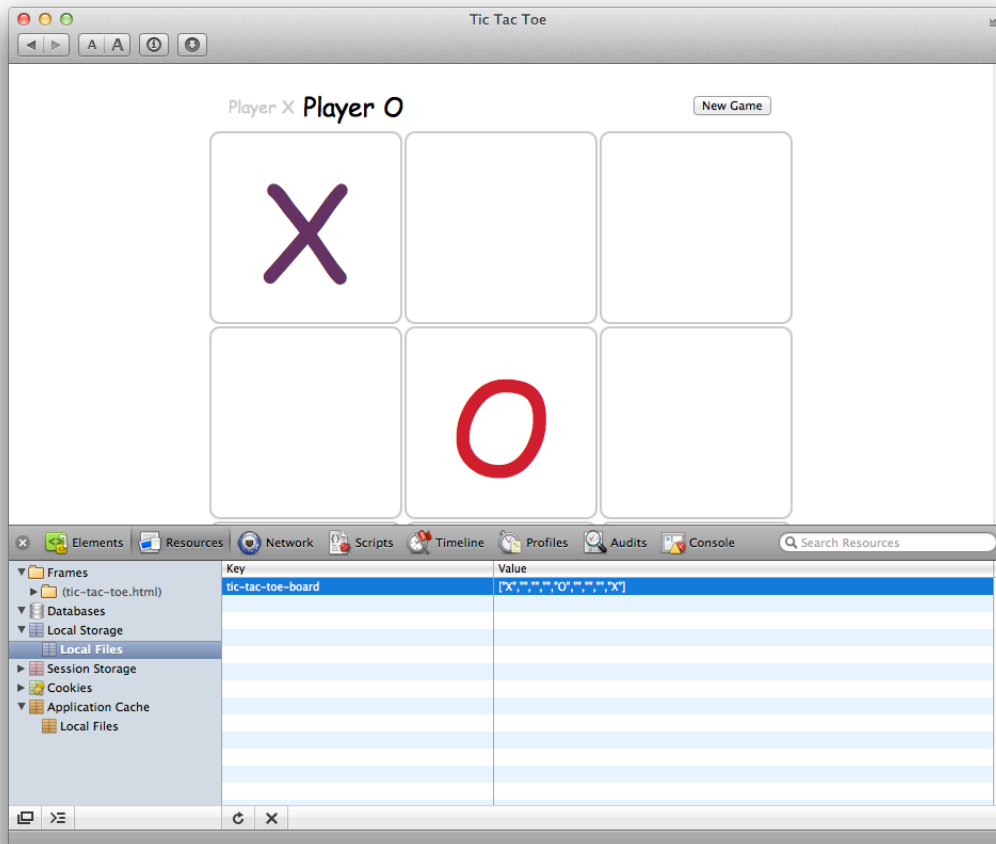 Tic Tac Toe
A A
Player X Player O
New Game
X
O
Elements Resources Network Scripts Timeline Profiles Audits Console Search Resources
Frames
(tic-tac-toe.html)
Databases
Local Storage
Local Files
Session Storage
Cookies
Application Cache
Local Files
Key Value
tic-tac-toe-board ["X","","","","O","","","","X"]